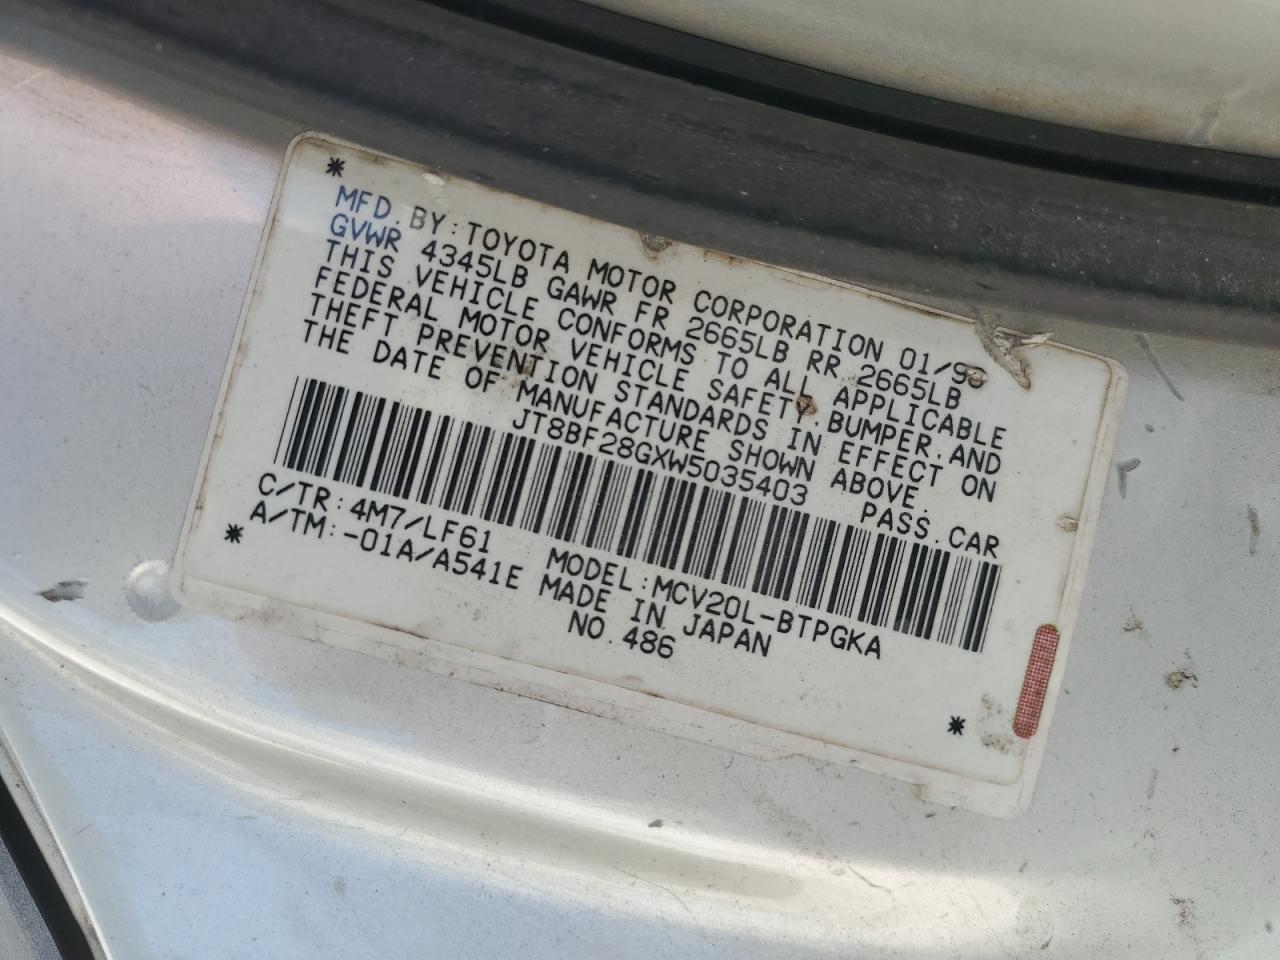 MFD. BY: TOYOTA MOTOR CORPORATION
GVWR 4345LB GAWR FR 2665LB RR 2665LB
THIS VEHICLE CONFORMS TO ALL APPLICABLE
FEDERAL MOTOR VEHICLE SAFETY, BUMPER, AND
THEFT PREVENTION STANDARDS IN EFFECT ON
THE DATE OF MANUFACTURE SHOWN ABOVE.
JT8BF28GXW5035403 PASS. CAR
C/TR: 4M7/LF61 MODEL: MCV20L-BTPGKA
A/TM: -01A/A541E MADE IN JAPAN
NO. 486